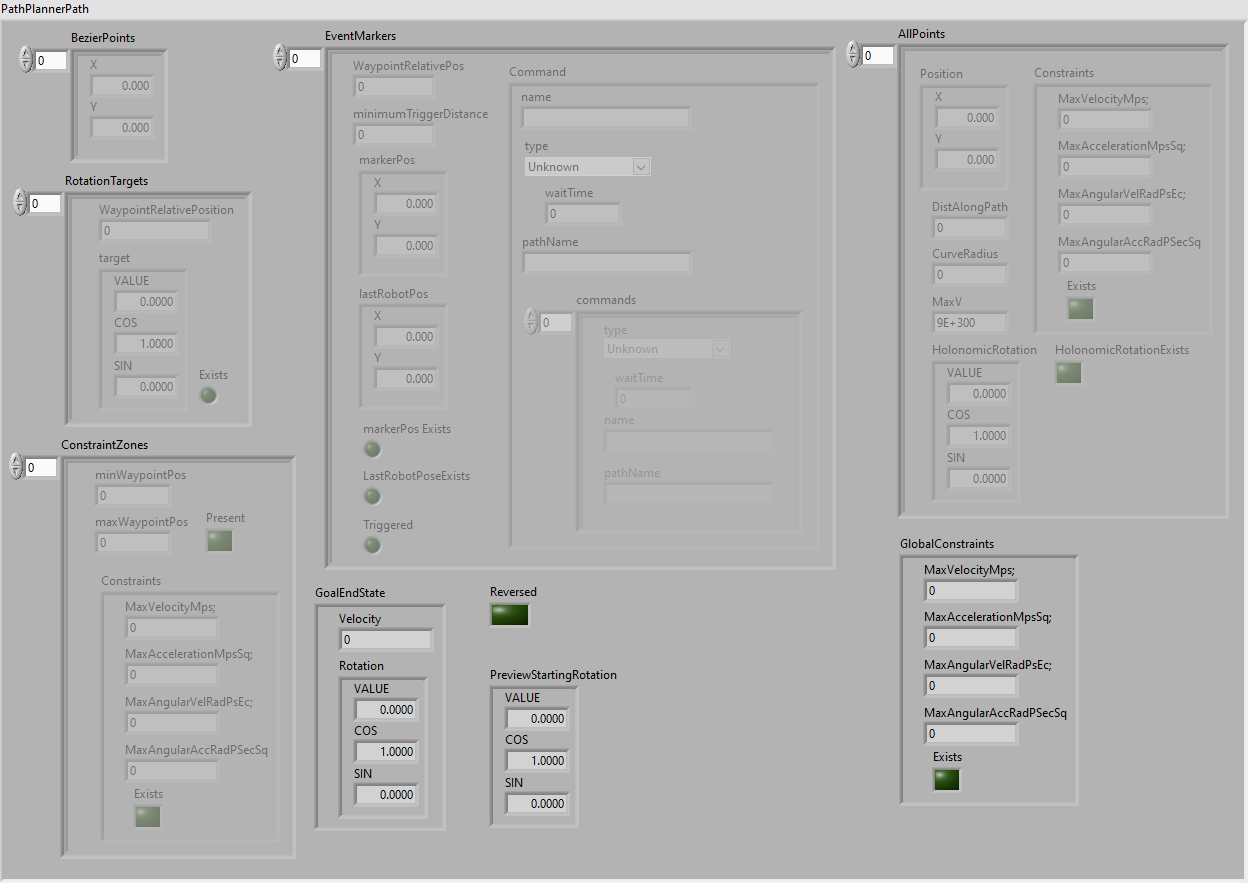 PathPlannerPath
BezierPoints
0
X
0.000
Y
0.000
RotationTargets
0
WaypointRelativePosition
0
target
VALUE
0.0000
COS
1.0000
SIN
0.0000
Exists
ConstraintZones
0
minWaypointPos
0
maxWaypointPos
0
Present
Constraints
MaxVelocityMps;
0
MaxAccelerationMpsSq;
0
MaxAngularVelRadPsEc;
0
MaxAngularAccRadPSecSq
0
Exists
EventMarkers
0
WaypointRelativePos
0
minimumTriggerDistance
0
markerPos
X
0.000
Y
0.000
lastRobotPos
X
0.000
Y
0.000
markerPos Exists
LastRobotPoseExists
Triggered
Command
name
type
Unknown
waitTime
0
pathName
commands
0
type
Unknown
waitTime
0
name
pathName
GoalEndState
Velocity
0
Rotation
VALUE
0.0000
COS
1.0000
SIN
0.0000
Reversed
PreviewStartingRotation
VALUE
0.0000
COS
1.0000
SIN
0.0000
AllPoints
0
Position
X
0.000
Y
0.000
DistAlongPath
0
CurveRadius
0
MaxV
9E+300
HolonomicRotation
VALUE
0.0000
COS
1.0000
SIN
0.0000
Constraints
MaxVelocityMps;
0
MaxAccelerationMpsSq;
0
MaxAngularVelRadPsEc;
0
MaxAngularAccRadPSecSq
0
Exists
HolonomicRotationExists
GlobalConstraints
MaxVelocityMps;
0
MaxAccelerationMpsSq;
0
MaxAngularVelRadPsEc;
0
MaxAngularAccRadPSecSq
0
Exists